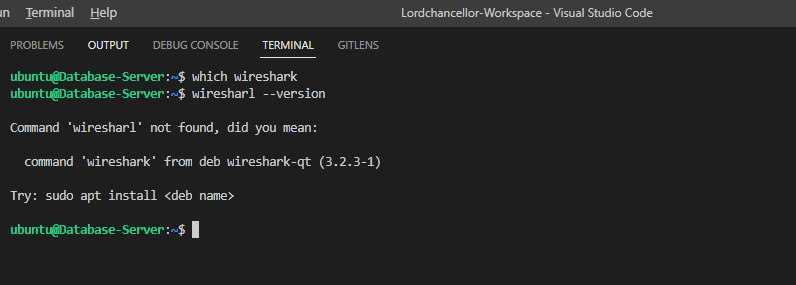 un Terminal Help Lordchancellor-Workspace - Visual Studio Code
PROBLEMS OUTPUT DEBUG CONSOLE TERMINAL GITLENS
ubuntu@Database-Server:~$ which wireshark
ubuntu@Database-Server:~$ wiresharl --version
Command 'wiresharl' not found, did you mean:
command 'wireshark' from deb wireshark-qt (3.2.3-1)
Try: sudo apt install <deb name>
ubuntu@Database-Server:~$